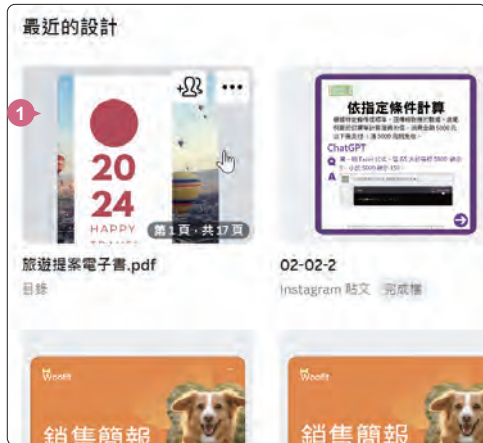 最近的設計
1
20
24
HAPPY
第1頁，共17頁
旅遊提案電子書.pdf
目錄
依指定條件計算
ChatGPT
Q
A
02-02-2
Instagram 貼文 完成檔
Woofit
銷售簡報
Woofit
銷售簡報